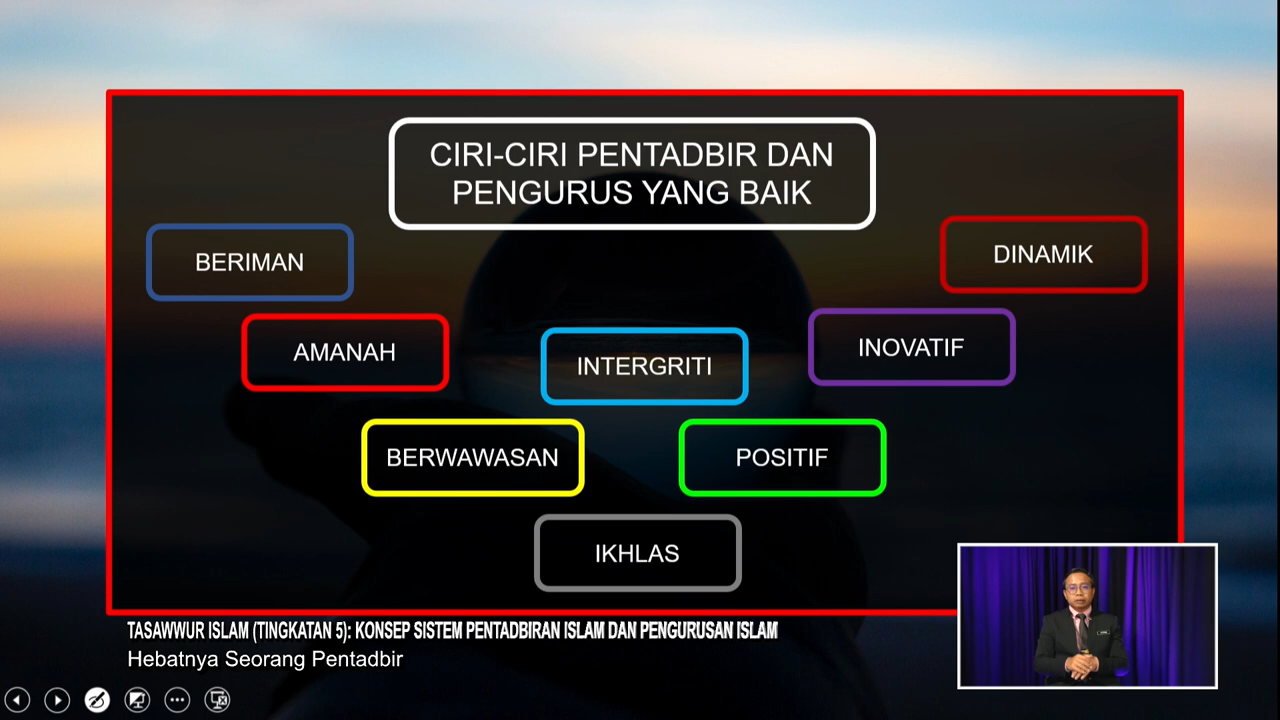 CIRI-CIRI PENTADBIR DAN
PENGURUS YANG BAIK
BERIMAN
DINAMIK
AMANAH
INTERGRITI
INOVATIF
BERWAWASAN
POSITIF
IKHLAS
TASAWWUR ISLAM (TINGKATAN 5): KONSEP SISTEM PENTADBIRAN ISLAM DAN PENGURUSAN ISLAM
Hebatnya Seorang Pentadbir